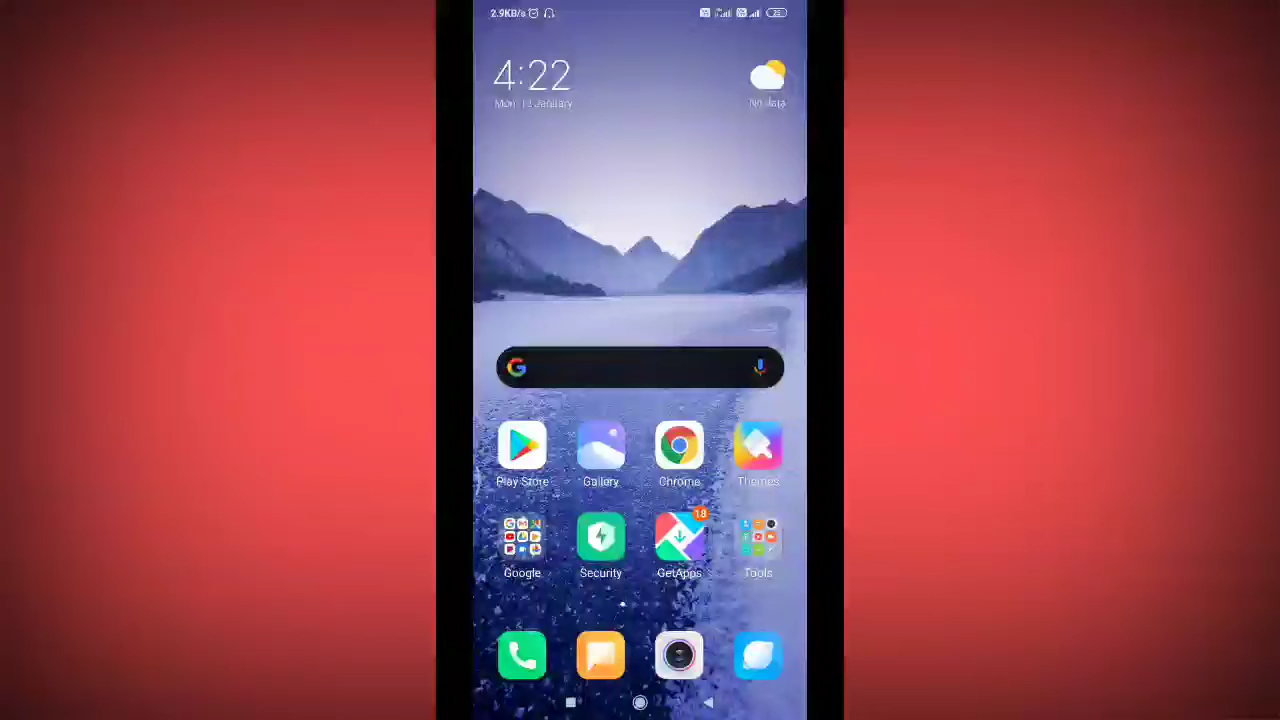 2.9KB/s
25
4:22
Mon, 13 January
No data
Play Store
Gallery
Chrome
Themes
18
Google
Security
GetApps
Tools